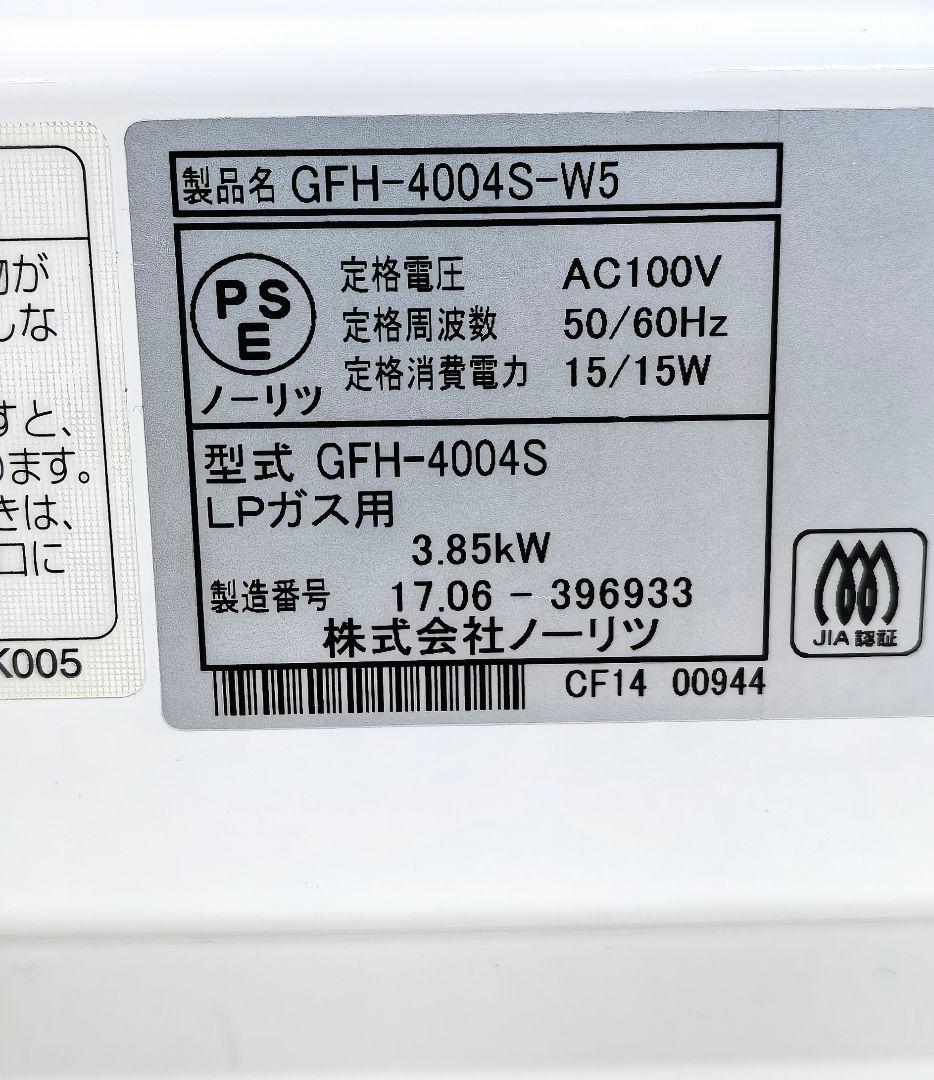 物が
しな
すと、
ります。
きは、
口に
K005
製品名 GFH-4004S-W5
PS
E
ノーリツ
定格電圧 AC100V
定格周波数 50/60Hz
定格消費電力 15/15W
型式 GFH-4004S
LPガス用
3.85kW
製造番号 17.06 - 396933
株式会社ノーリツ
CF14 00944
JIA 認証